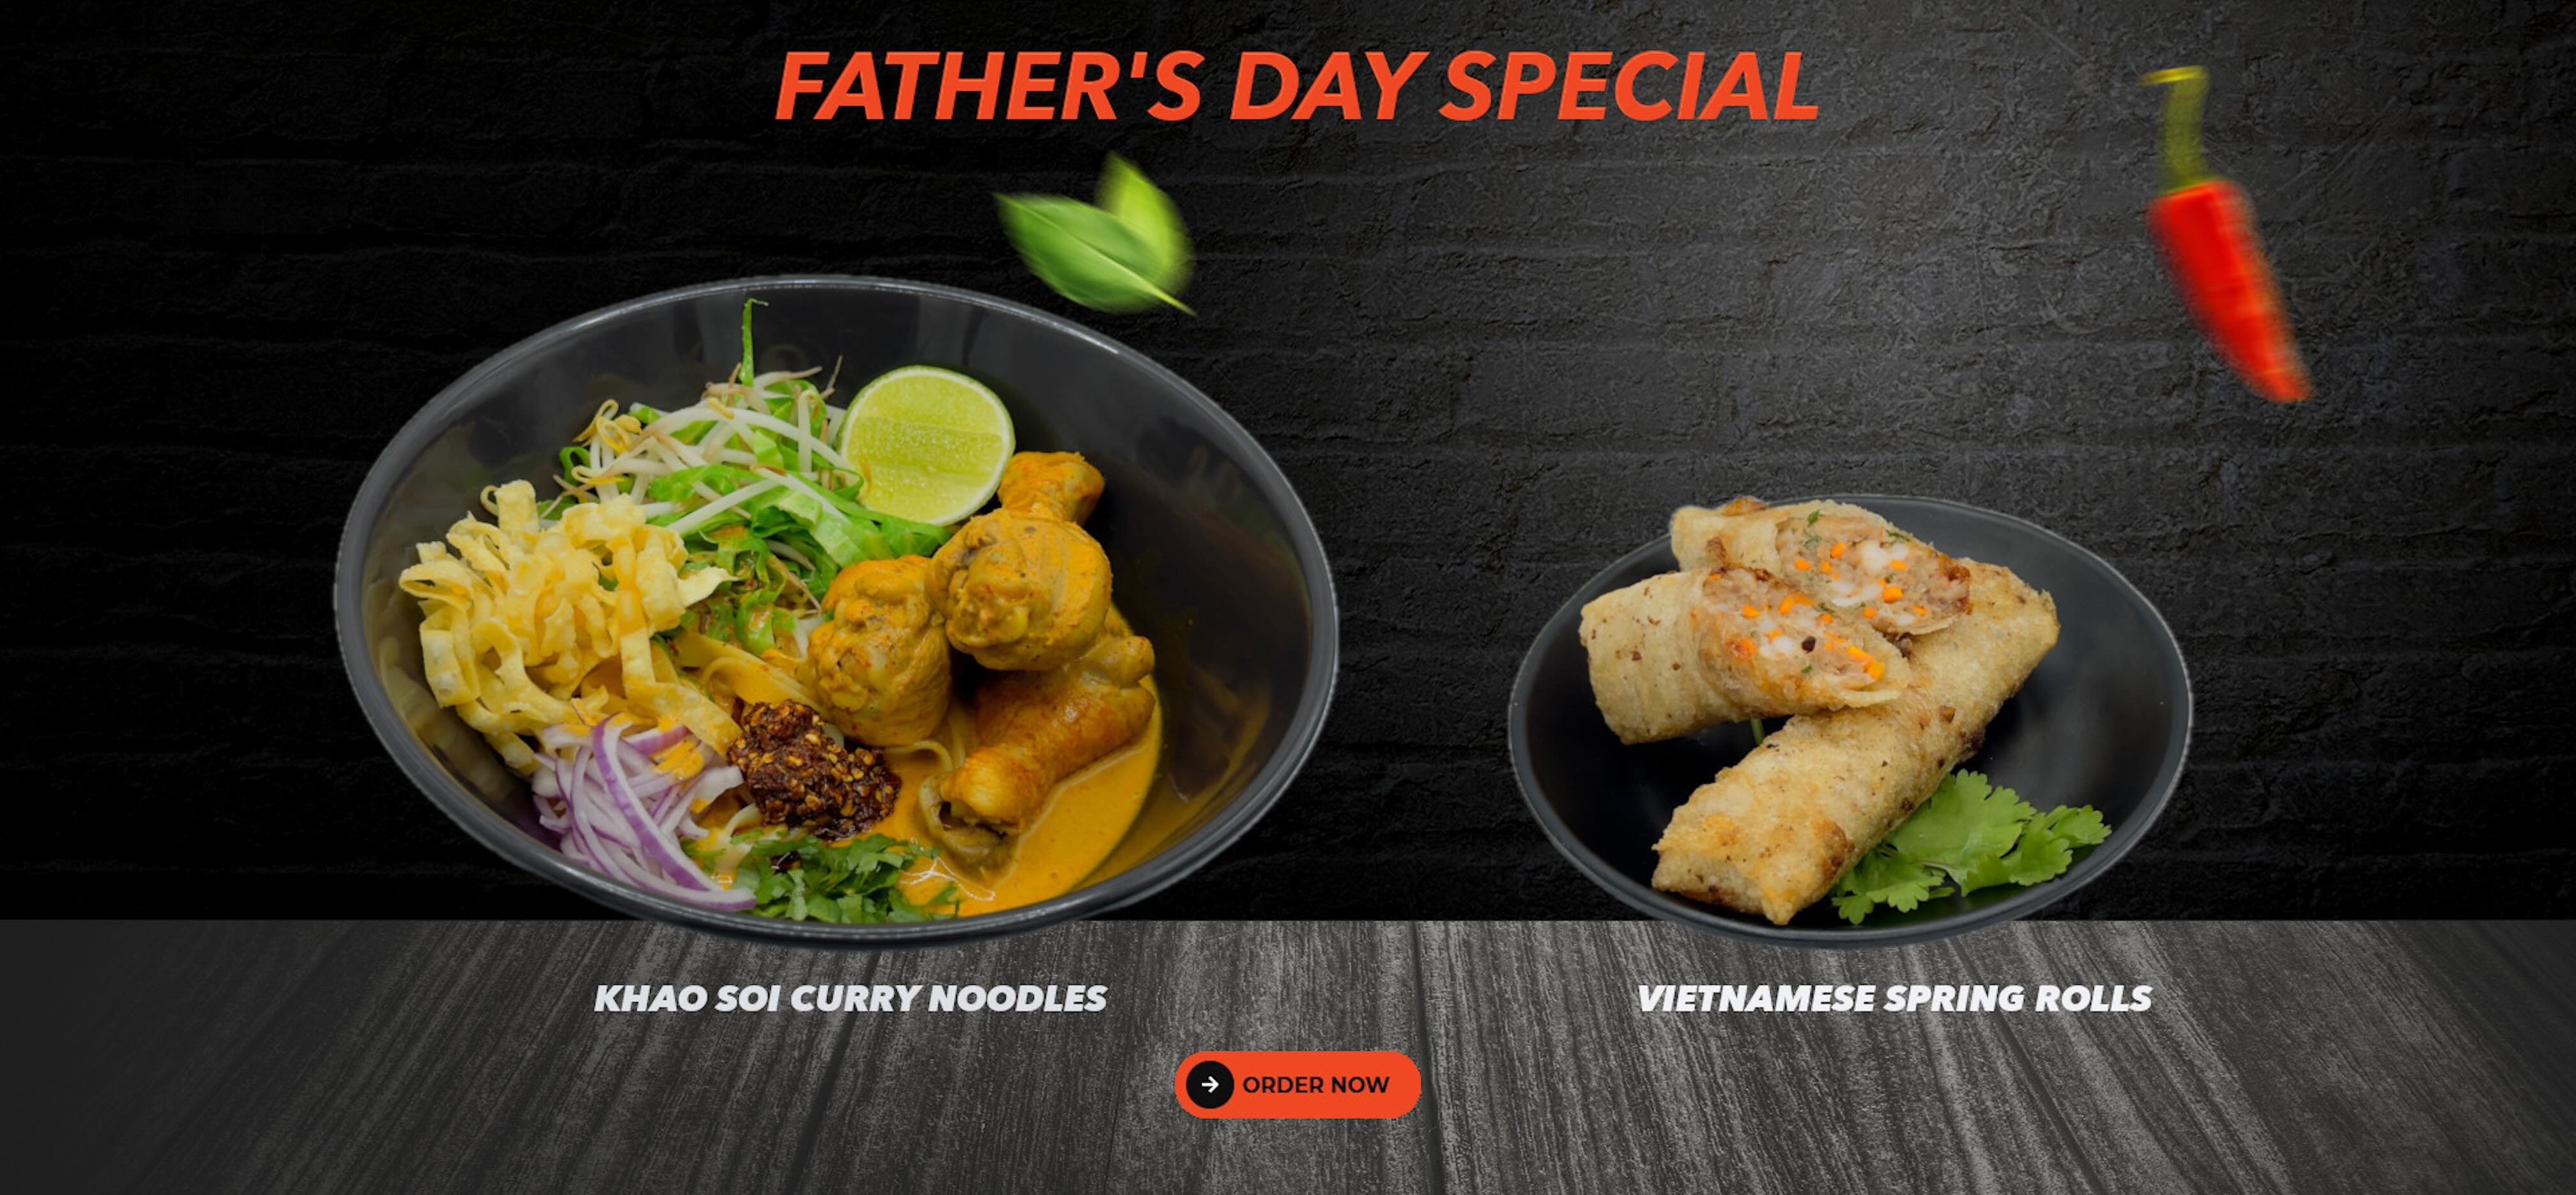 FATHER'S DAY SPECIAL
KHAO SOI CURRY NOODLES
VIETNAMESE SPRING ROLLS
ORDER NOW